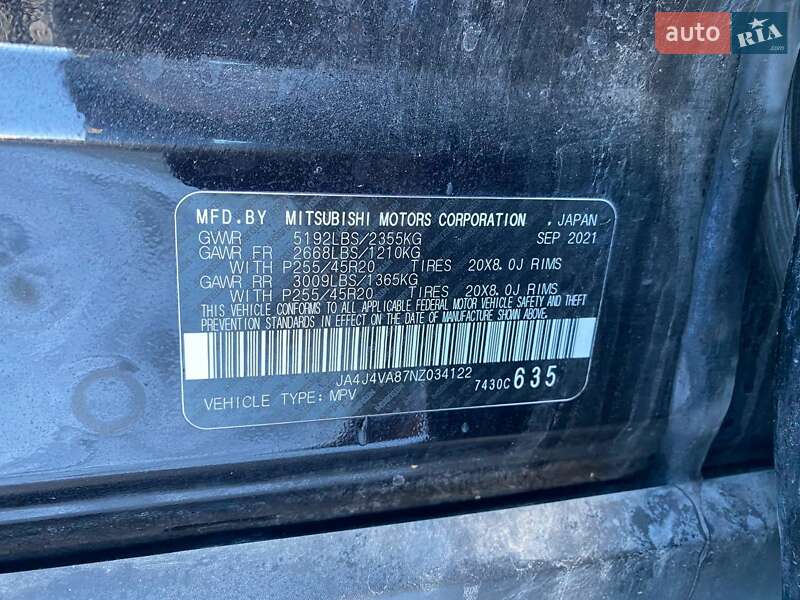 auto RIA
MFD.BY MITSUBISHI MOTORS CORPORATION , JAPAN
GVWR 5192LBS/2355KG SEP 2021
GAWR FR 2668LBS/1210KG
WITH P255/45R20 TIRES 20X8.0J RIMS
GAWR RR 3009LBS/1365KG
WITH P255/45R20 TIRES 20X8.0J RIMS
THIS VEHICLE CONFORMS TO ALL APPLICABLE FEDERAL MOTOR VEHICLE SAFETY AND THEFT
PREVENTION STANDARDS IN EFFECT ON THE DATE OF MANUFACTURE SHOWN ABOVE.
JA4J4VA87NZ034122
7430C 635
VEHICLE TYPE: MPV